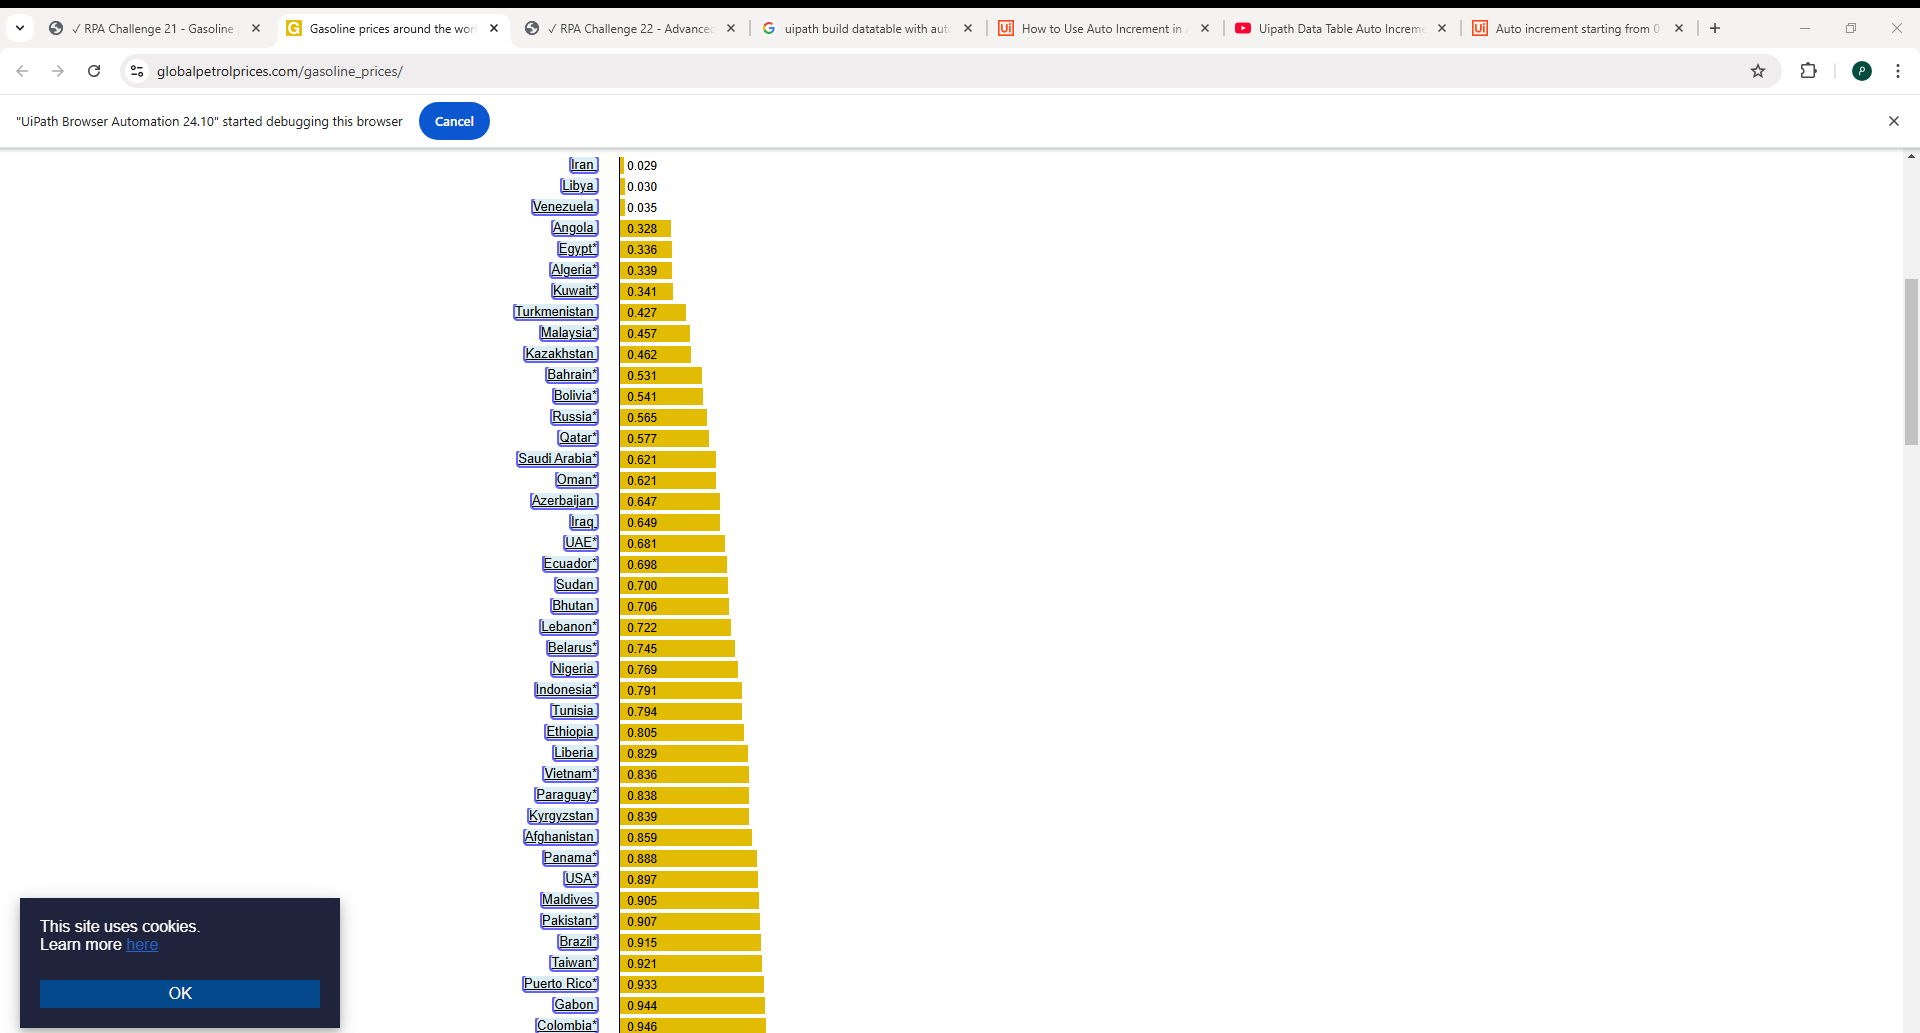 ✓ RPA Challenge 21 - Gasoline
Gasoline prices around the wor
✓ RPA Challenge 22 - Advanced
uipath build datatable with aut
How to Use Auto Increment in
Uipath Data Table Auto Increme
Auto increment starting from 0
globalpetrolprices.com/gasoline_prices/
"UiPath Browser Automation 24.10" started debugging this browser Cancel
Iran 0.029
Libya 0.030
Venezuela 0.035
Angola 0.328
Egypt* 0.336
Algeria* 0.339
Kuwait* 0.341
Turkmenistan 0.427
Malaysia* 0.457
Kazakhstan 0.462
Bahrain* 0.531
Bolivia* 0.541
Russia* 0.565
Qatar* 0.577
Saudi Arabia* 0.621
Oman* 0.621
Azerbaijan 0.647
Iraq 0.649
UAE* 0.681
Ecuador* 0.698
Sudan 0.700
Bhutan 0.706
Lebanon* 0.722
Belarus* 0.745
Nigeria 0.769
Indonesia* 0.791
Tunisia 0.794
Ethiopia 0.805
Liberia 0.829
Vietnam* 0.836
Paraguay* 0.838
Kyrgyzstan 0.839
Afghanistan 0.859
Panama* 0.888
USA* 0.897
Maldives 0.905
Pakistan* 0.907
Brazil* 0.915
Taiwan* 0.921
Puerto Rico* 0.933
Gabon 0.944
Colombia* 0.946
This site uses cookies.
Learn more here
OK